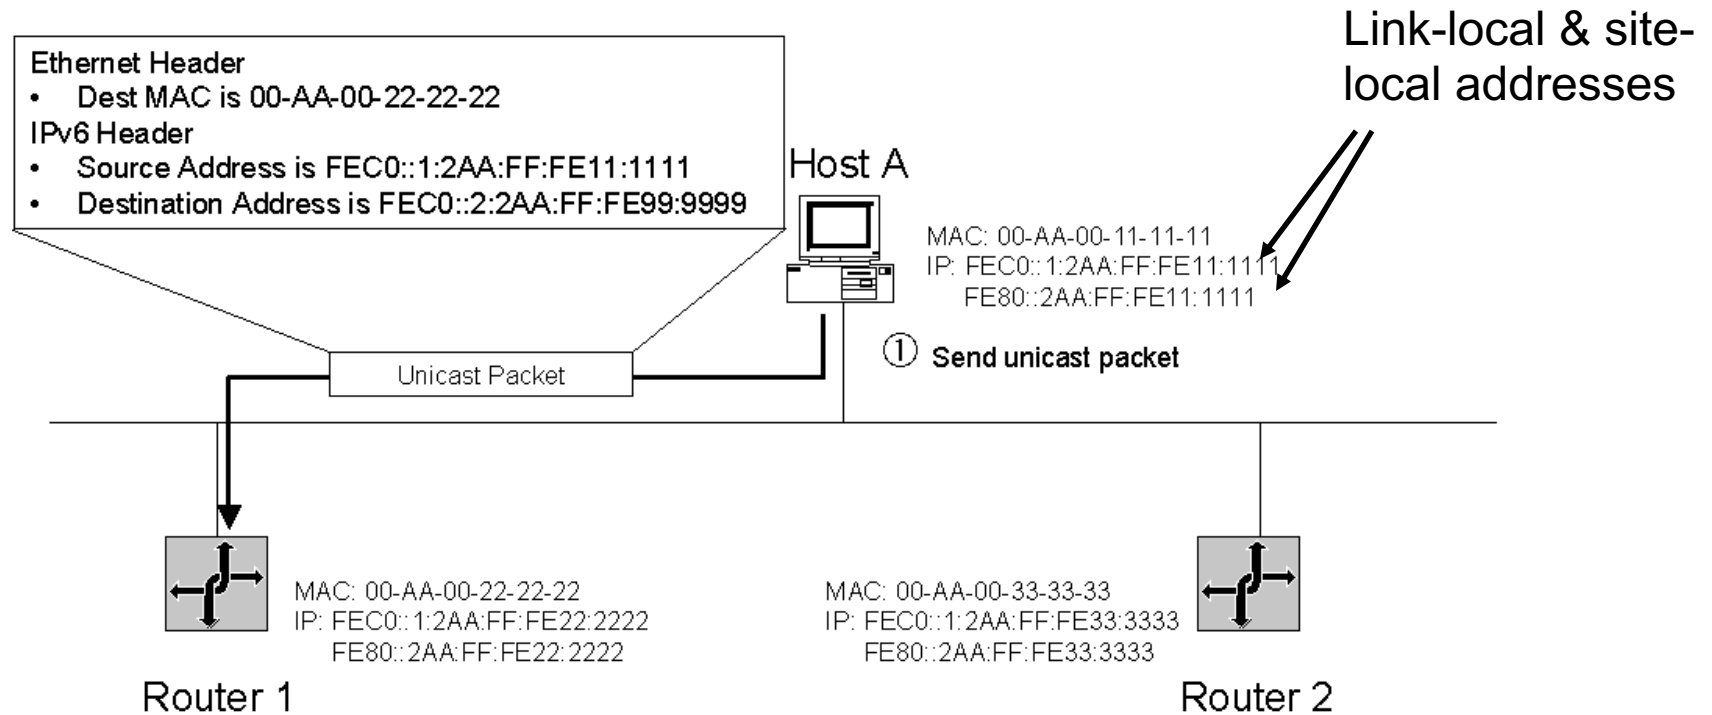 Link-local & site-
local addresses
Ethernet Header
• Dest MAC is 00-AA-00-22-22-22
IPv6 Header
• Source Address is FEC0::1:2AA:FF:FE11:1111
• Destination Address is FEC0::2:2AA:FF:FE99:9999
Host A
MAC: 00-AA-00-11-11-11
IP: FEC0::1:2AA:FF:FE11:1111
FE80::2AA:FF:FE11:1111
① Send unicast packet
Unicast Packet
MAC: 00-AA-00-22-22-22
IP: FEC0::1:2AA:FF:FE22:2222
FE80::2AA:FF:FE22:2222
Router 1
MAC: 00-AA-00-33-33-33
IP: FEC0::1:2AA:FF:FE33:3333
FE80::2AA:FF:FE33:3333
Router 2